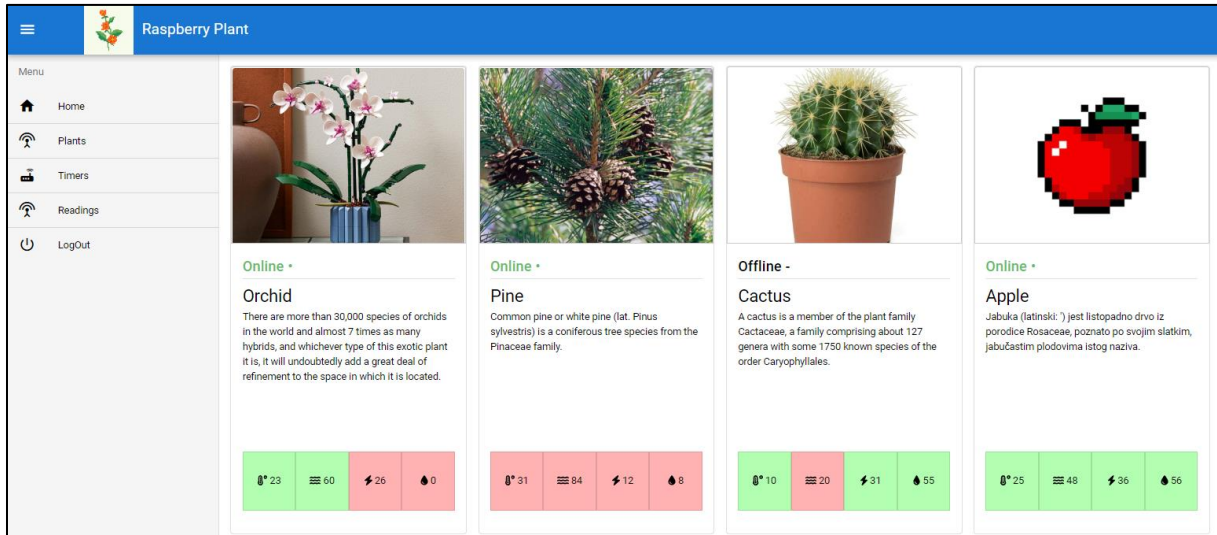 Raspberry Plant
Menu
Home
Plants
Timers
Readings
LogOut
Online •
Orchid
There are more than 30,000 species of orchids
in the world and almost 7 times as many
hybrids, and whichever type of this exotic plant
it is, it will undoubtedly add a great deal of
refinement to the space in which it is located.
23
60
26
0
Online •
Pine
Common pine or white pine (lat. Pinus
sylvestris) is a coniferous tree species from the
Pinaceae family.
31
84
12
8
Offline -
Cactus
A cactus is a member of the plant family
Cactaceae, a family comprising about 127
genera with some 1750 known species of the
order Caryophyllales.
10
20
31
55
Online •
Apple
Jabuka (latinski: ') jest listopadno drvo iz
porodice Rosaceae, poznato po svojim slatkim,
jabučastim plodovima istog naziva.
25
48
36
56